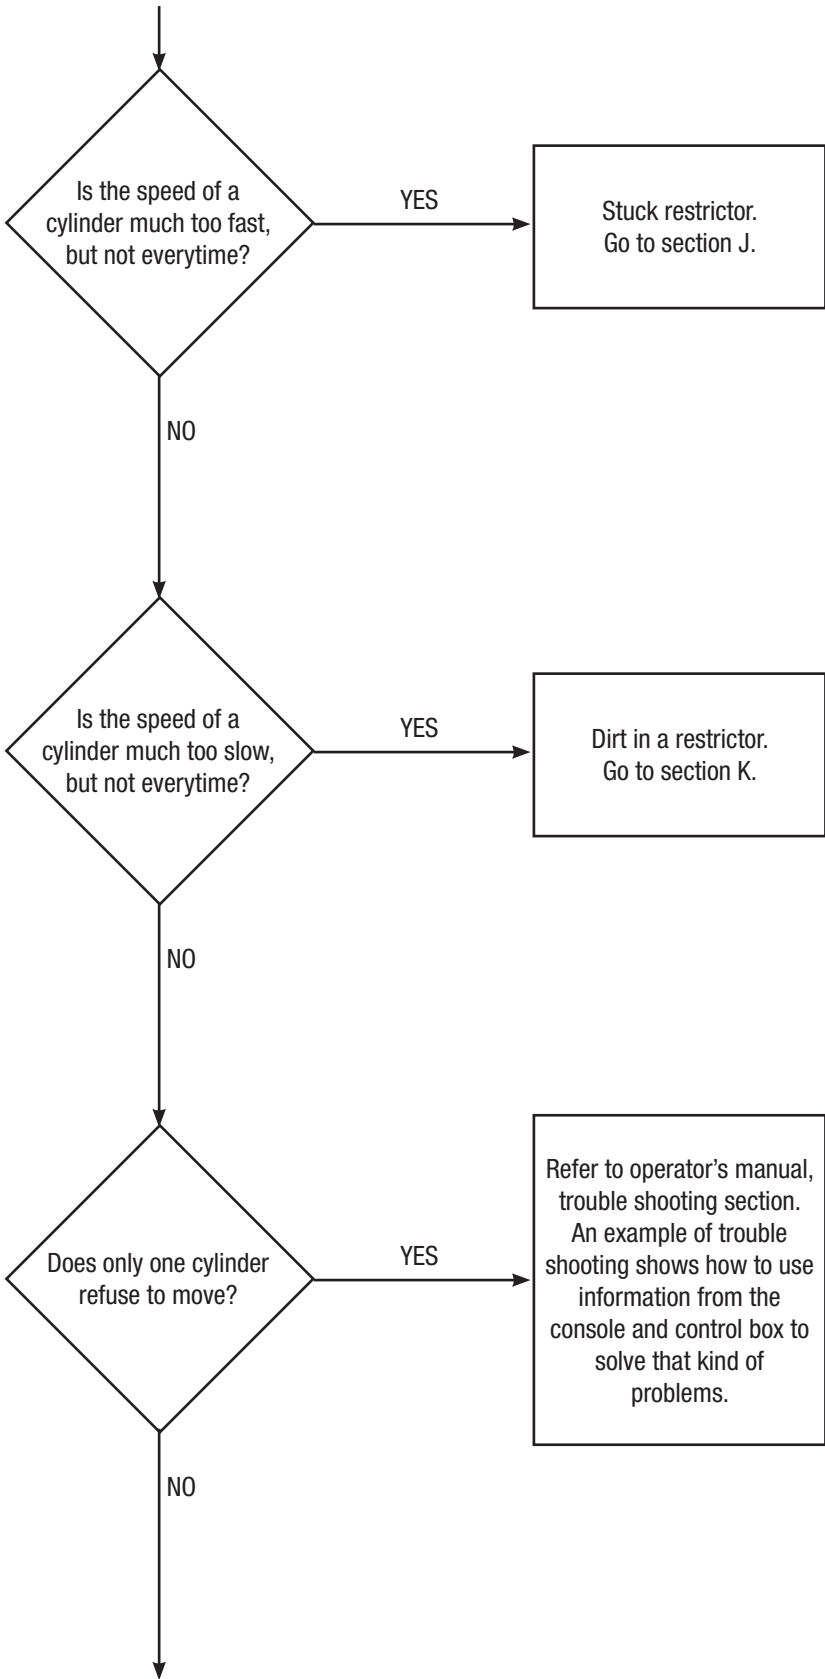 Is the speed of a
cylinder much too fast,
but not everytime?
YES
Stuck restrictor.
Go to section J.
NO
Is the speed of a
cylinder much too slow,
but not everytime?
YES
Dirt in a restrictor.
Go to section K.
NO
Does only one cylinder
refuse to move?
YES
Refer to operator’s manual,
trouble shooting section.
An example of trouble
shooting shows how to use
information from the
console and control box to
solve that kind of
problems.
NO